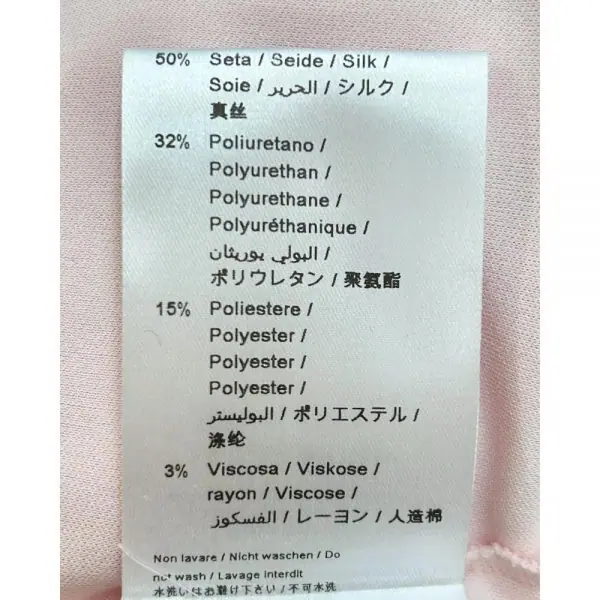 50% Seta / Seide / Silk /
Soie / الحرير / シルク /
真丝
32% Poliuretano /
Polyurethan /
Polyurethane /
Polyuréthanique /
البولي يوريثان /
ポリウレタン / 聚氨酯
15% Poliestere /
Polyester /
Polyester /
Polyester /
البوليستر / ポリエステル /
涤纶
3% Viscosa / Viskose /
rayon / Viscose /
الفسكوز / レーヨン / 人造棉
Non lavare / Nicht waschen / Do
not wash / Lavage interdit
水洗いはお避け下さい / 不可水洗